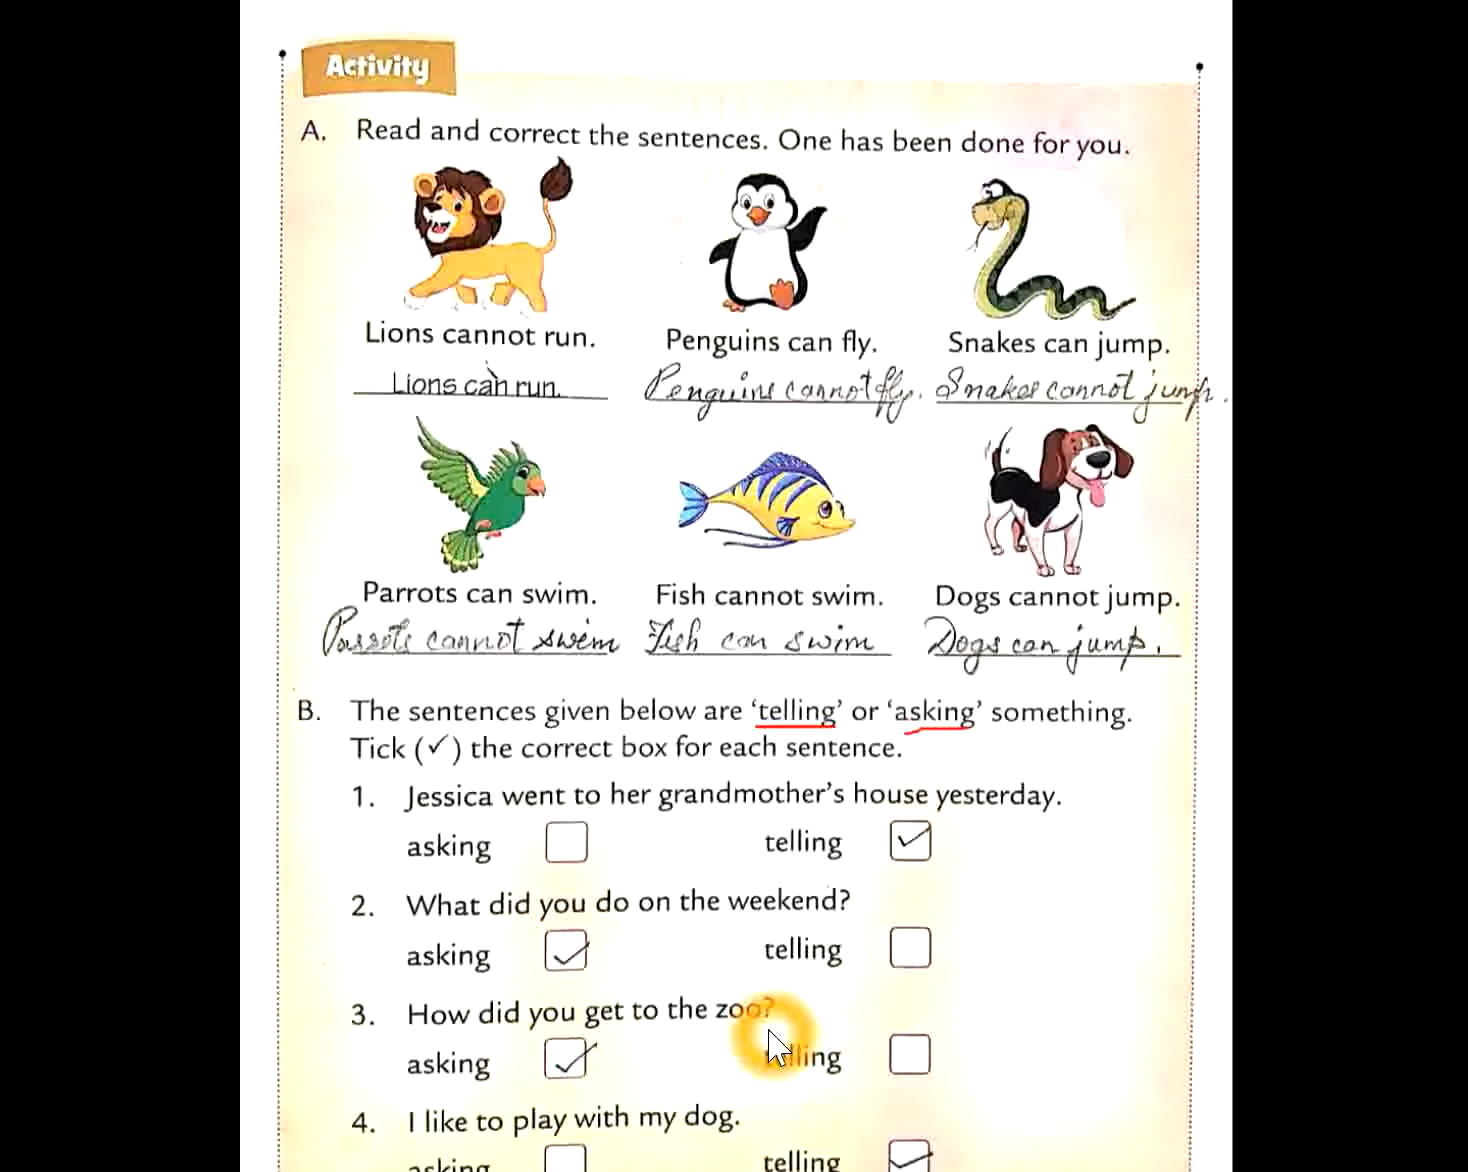 Activity
A. Read and correct the sentences. One has been done for you.
Lions cannot run. Penguins can fly. Snakes can jump.
Lions can run. Penguins cannot fly. Snakes cannot jump.
Parrots can swim. Fish cannot swim. Dogs cannot jump.
Parrots cannot swim Fish can swim Dogs can jump.
B. The sentences given below are ‘telling’ or ‘asking’ something.
Tick (✓) the correct box for each sentence.
1. Jessica went to her grandmother’s house yesterday.
asking telling ✓
2. What did you do on the weekend?
asking ✓ telling
3. How did you get to the zoo?
asking ✓ telling
4. I like to play with my dog.
asking telling ✓